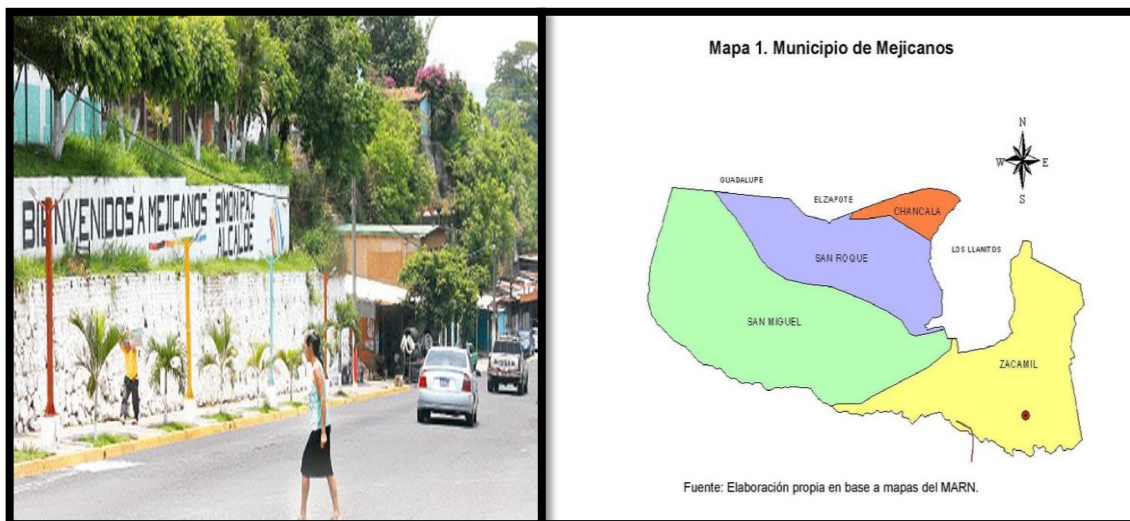 BIENVENIDOS A MEJICANOS
SIMON PAZ
ALCALDE
Mapa 1. Municipio de Mejicanos
N
W
E
S
GUADALUPE
ELZAPOTE
CHANCALA
LOS LLANITOS
SAN ROQUE
SAN MIGUEL
ZACAMIL
Fuente: Elaboración propia en base a mapas del MARN.